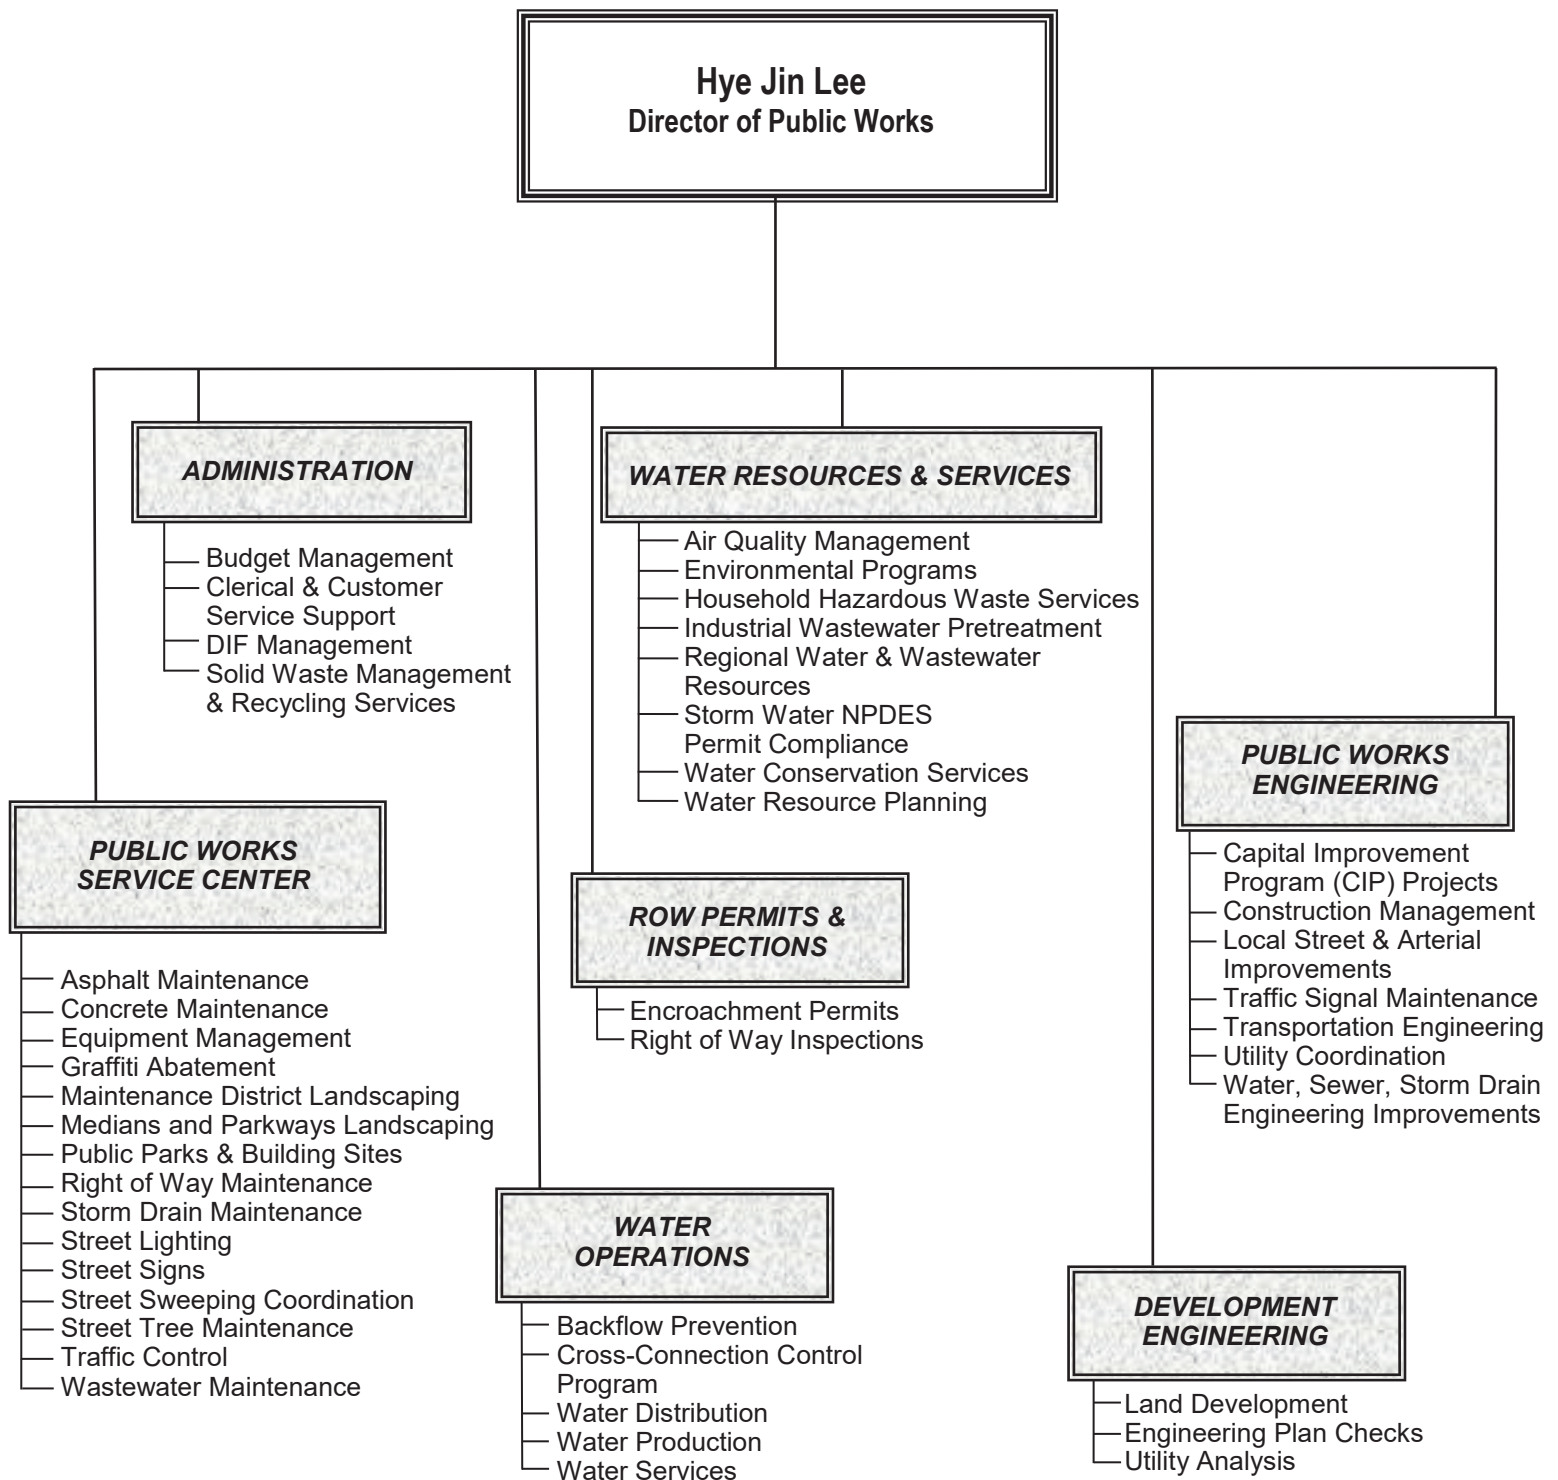 Hye Jin Lee
Director of Public Works
ADMINISTRATION
Budget Management
Clerical & Customer
Service Support
DIF Management
Solid Waste Management
& Recycling Services
WATER RESOURCES & SERVICES
Air Quality Management
Environmental Programs
Household Hazardous Waste Services
Industrial Wastewater Pretreatment
Regional Water & Wastewater
Resources
Storm Water NPDES
Permit Compliance
Water Conservation Services
Water Resource Planning
PUBLIC WORKS
ENGINEERING
Capital Improvement
Program (CIP) Projects
Construction Management
Local Street & Arterial
Improvements
Traffic Signal Maintenance
Transportation Engineering
Utility Coordination
Water, Sewer, Storm Drain
Engineering Improvements
PUBLIC WORKS
SERVICE CENTER
Asphalt Maintenance
Concrete Maintenance
Equipment Management
Graffiti Abatement
Maintenance District Landscaping
Medians and Parkways Landscaping
Public Parks & Building Sites
Right of Way Maintenance
Storm Drain Maintenance
Street Lighting
Street Signs
Street Sweeping Coordination
Street Tree Maintenance
Traffic Control
Wastewater Maintenance
ROW PERMITS &
INSPECTIONS
Encroachment Permits
Right of Way Inspections
WATER
OPERATIONS
Backflow Prevention
Cross-Connection Control
Program
Water Distribution
Water Production
Water Services
DEVELOPMENT
ENGINEERING
Land Development
Engineering Plan Checks
Utility Analysis